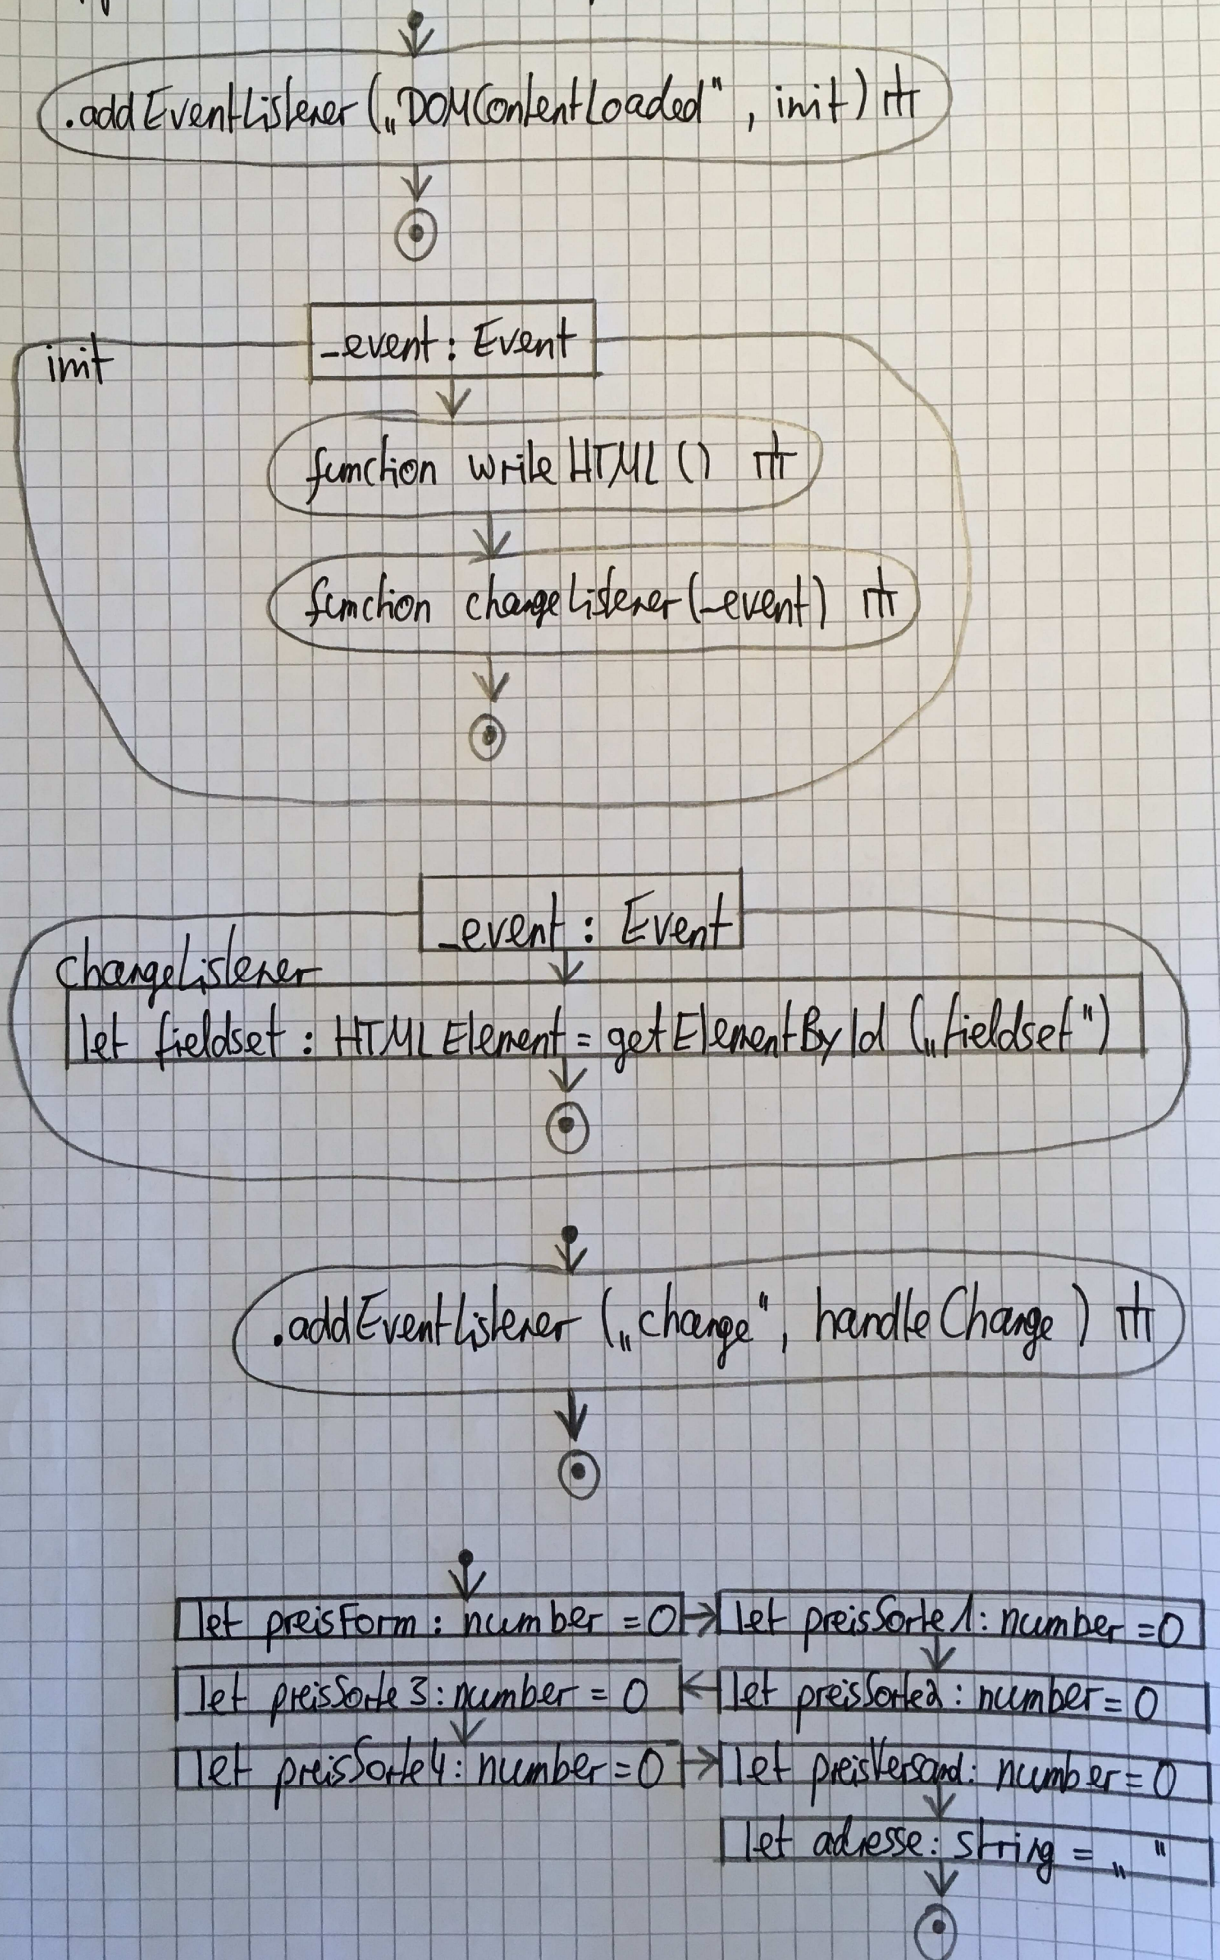 .addEventListener („DOMContentLoaded", init)
init
_event: Event
function writeHTML ()
function changeListener(_event)
_event: Event
changeListener
let fieldset: HTMLElement = getElementById („fieldset")
.addEventListener („change", handleChange)
let preisForm: number = 0
let preisSorte1: number = 0
let preisSorte3: number = 0
let preisSorte2: number = 0
let preisSorte4: number = 0
let preisVersand: number = 0
let adresse: string = „ "